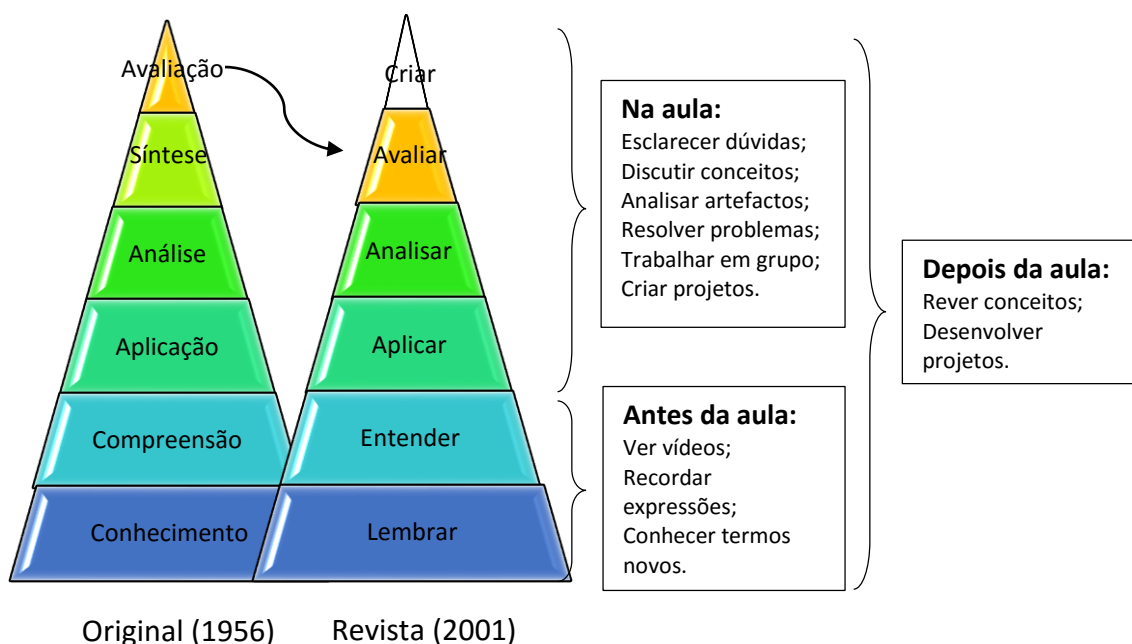 Avaliação
Síntese
Análise
Aplicação
Compreensão
Conhecimento
Original (1956)
Criar
Avaliar
Analisar
Aplicar
Entender
Lembrar
Revista (2001)
Na aula:
Esclarecer dúvidas;
Discutir conceitos;
Analisar artefactos;
Resolver problemas;
Trabalhar em grupo;
Criar projetos.
Antes da aula:
Ver vídeos;
Recordar
expressões;
Conhecer termos
novos.
Depois da aula:
Rever conceitos;
Desenvolver
projetos.